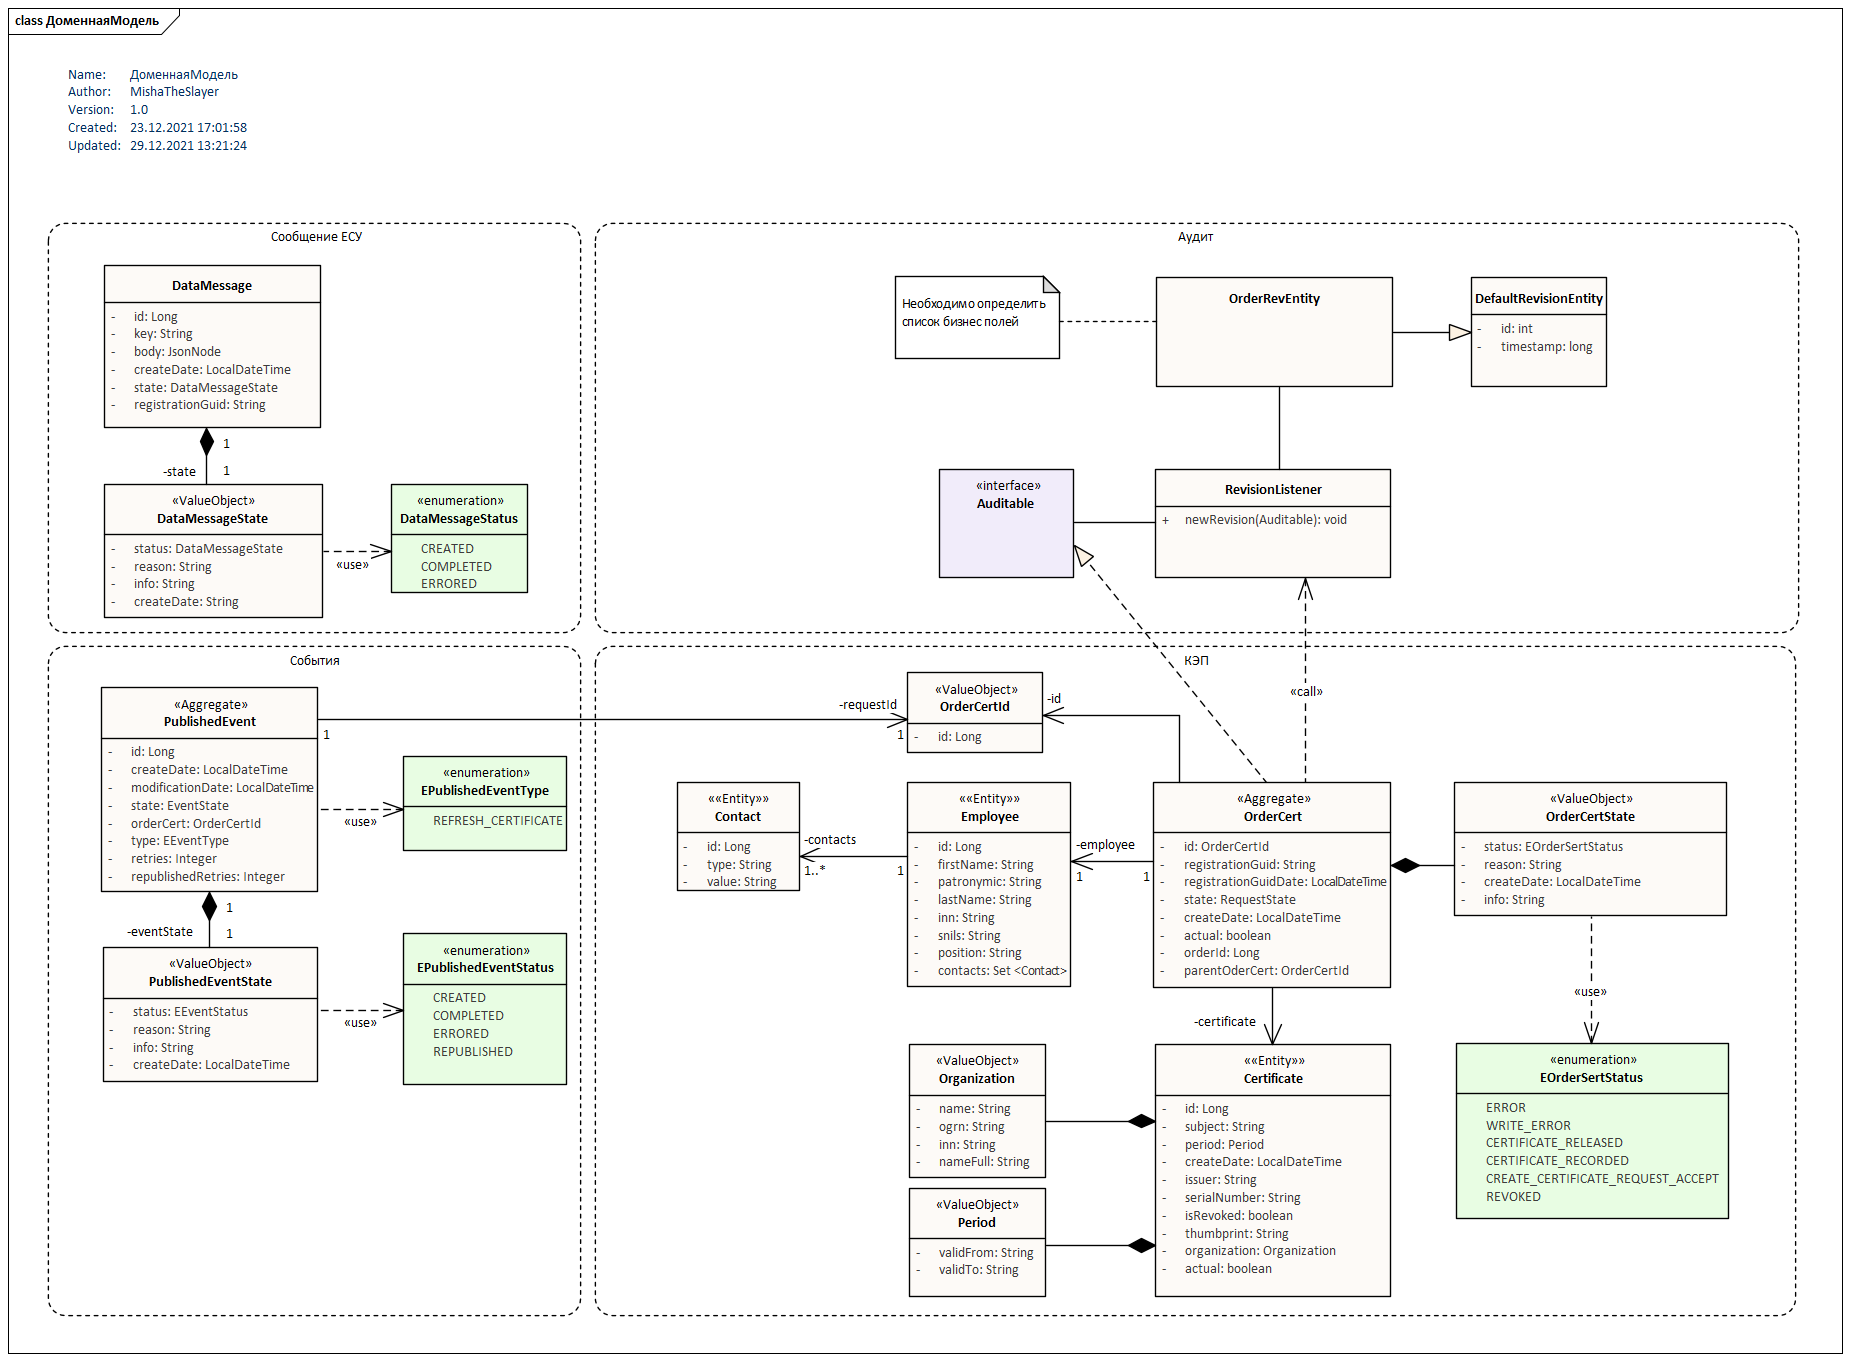 class ДоменнаяМодель
Name: ДоменнаяМодель
Author: MishaTheSlayer
Version: 1.0
Created: 23.12.2021 17:01:58
Updated: 29.12.2021 13:21:24
Сообщение ЕСУ
DataMessage
- id: Long
- key: String
- body: JsonNode
- createDate: LocalDateTime
- state: DataMessageState
- registrationGuid: String
1
-state
1
«ValueObject»
DataMessageState
- status: DataMessageState
- reason: String
- info: String
- createDate: String
«use»
«enumeration»
DataMessageStatus
CREATED
COMPLETED
ERRORED
Аудит
Необходимо определить
список бизнес полей
OrderRevEntity
DefaultRevisionEntity
- id: int
- timestamp: long
«interface»
Auditable
RevisionListener
+ newRevision(Auditable): void
События
«Aggregate»
PublishedEvent
- id: Long
- createDate: LocalDateTime
- modificationDate: LocalDateTime
- state: EventState
- orderCert: OrderCertId
- type: EEventType
- retries: Integer
- republishedRetries: Integer
1
«use»
«enumeration»
EPublishedEventType
REFRESH_CERTIFICATE
1
-eventState
1
«ValueObject»
PublishedEventState
- status: EEventStatus
- reason: String
- info: String
- createDate: LocalDateTime
«use»
«enumeration»
EPublishedEventStatus
CREATED
COMPLETED
ERRORED
REPUBLISHED
КЭП
-requestId
1
«ValueObject»
OrderCertId
- id: Long
-id
«call»
««Entity»»
Contact
- id: Long
- type: String
- value: String
-contacts
1..*
««Entity»»
Employee
- id: Long
- firstName: String
- patronymic: String
- lastName: String
- inn: String
- snils: String
- position: String
- contacts: Set <Contact>
1
-employee
1
1
«Aggregate»
OrderCert
- id: OrderCertId
- registrationGuid: String
- registrationGuidDate: LocalDateTime
- state: RequestState
- createDate: LocalDateTime
- actual: boolean
- orderId: Long
- parentOderCert: OrderCertId
«ValueObject»
OrderCertState
- status: EOrderSertStatus
- reason: String
- createDate: LocalDateTime
- info: String
«use»
«enumeration»
EOrderSertStatus
ERROR
WRITE_ERROR
CERTIFICATE_RELEASED
CERTIFICATE_RECORDED
CREATE_CERTIFICATE_REQUEST_ACCEPT
REVOKED
-certificate
«ValueObject»
Organization
- name: String
- ogrn: String
- inn: String
- nameFull: String
«ValueObject»
Period
- validFrom: String
- validTo: String
««Entity»»
Certificate
- id: Long
- subject: String
- period: Period
- createDate: LocalDateTime
- issuer: String
- serialNumber: String
- isRevoked: boolean
- thumbprint: String
- organization: Organization
- actual: boolean